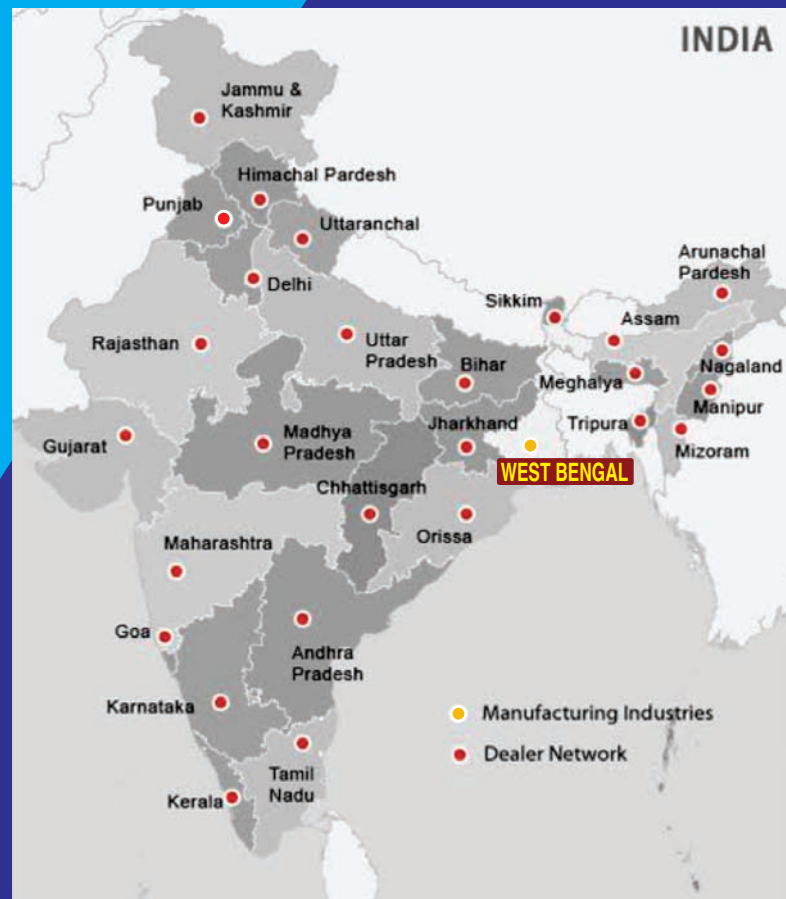 INDIA
Jammu &
Kashmir
Himachal Pardesh
Punjab
Uttaranchal
Delhi
Arunachal
Pardesh
Sikkim
Assam
Rajasthan
Uttar
Pradesh
Bihar
Nagaland
Meghalya
Manipur
Gujarat
Madhya
Pradesh
Jharkhand
Tripura
Mizoram
WEST BENGAL
Chhattisgarh
Orissa
Maharashtra
Goa
Andhra
Pradesh
Karnataka
Manufacturing Industries
Dealer Network
Tamil
Nadu
Kerala